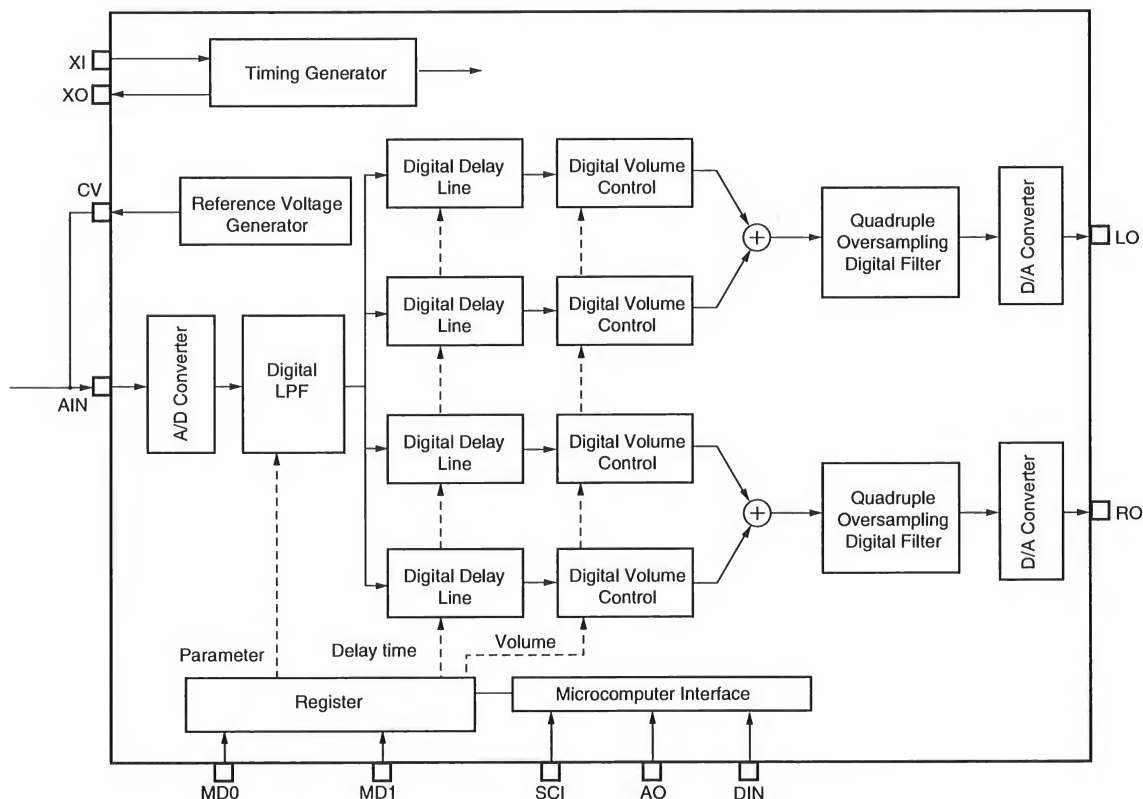 XI
Timing Generator
XO
CV
Reference Voltage
Generator
Digital Delay
Line
Digital Volume
Control
Quadruple
Oversampling
Digital Filter
D/A Converter
LO
Digital Delay
Line
Digital Volume
Control
AIN
A/D Converter
Digital
LPF
Digital Delay
Line
Digital Volume
Control
Quadruple
Oversampling
Digital Filter
D/A Converter
RO
Digital Delay
Line
Digital Volume
Control
Parameter
Delay time
Volume
Register
Microcomputer Interface
MD0
MD1
SCI
AO
DIN